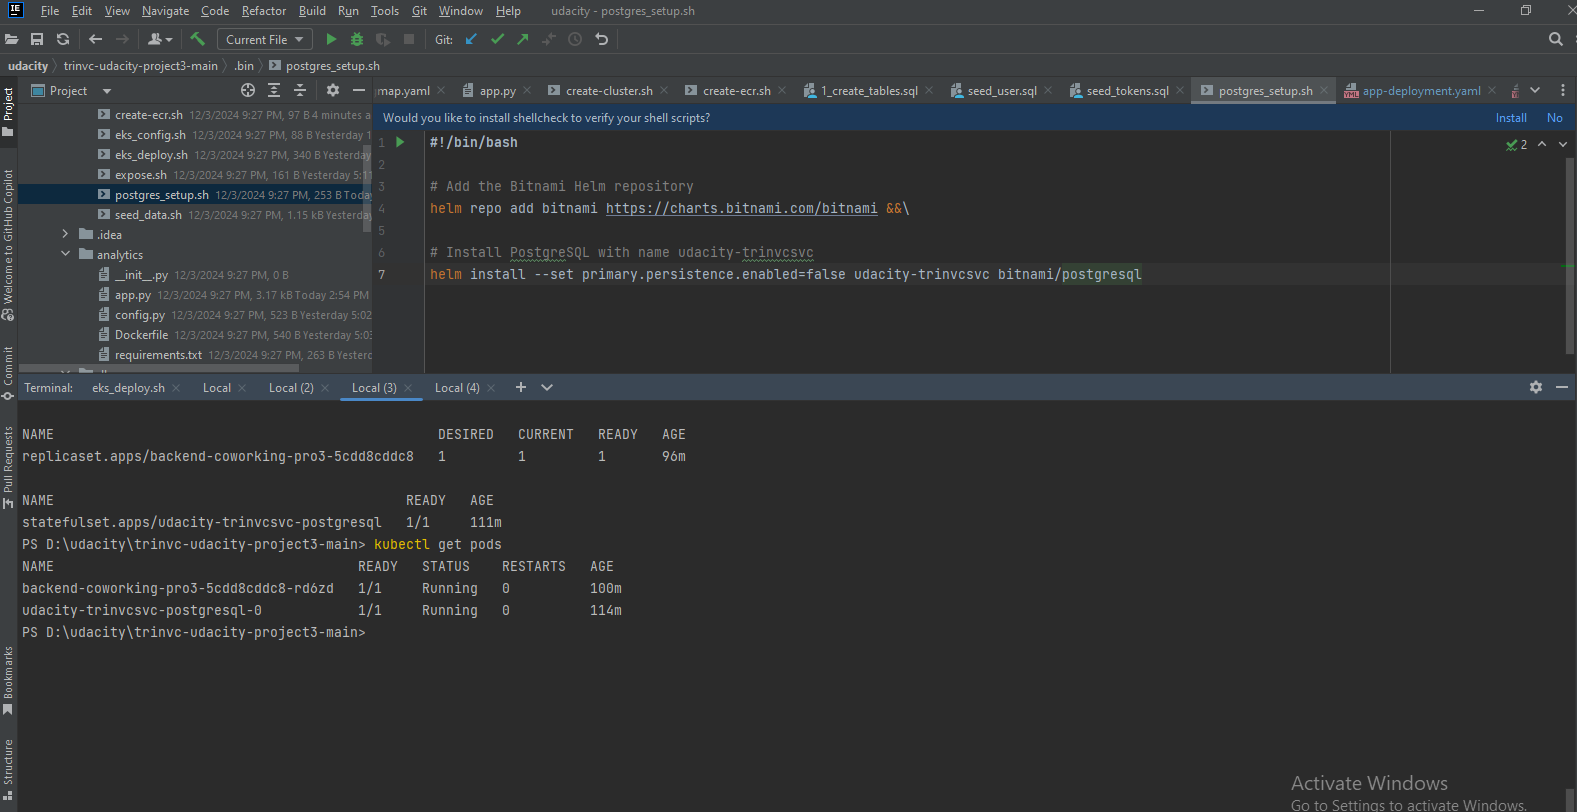 File Edit View Navigate Code Refactor Build Run Tools Git Window Help udacity - postgres_setup.sh
Current File Git:
udacity trinvc-udacity-project3-main .bin postgres_setup.sh
Project
gmap.yaml app.py create-cluster.sh create-ecr.sh 1_create_tables.sql seed_user.sql seed_tokens.sql postgres_setup.sh app-deployment.yaml
create-ecr.sh 12/3/2024 9:27 PM, 97 B 4 minutes a
eks_config.sh 12/3/2024 9:27 PM, 88 B Yesterday 1
eks_deploy.sh 12/3/2024 9:27 PM, 340 B Yesterday
expose.sh 12/3/2024 9:27 PM, 161 B Yesterday 5:11
postgres_setup.sh 12/3/2024 9:27 PM, 253 B Toda
seed_data.sh 12/3/2024 9:27 PM, 1.15 kB Yesterda
.idea
analytics
__init__.py 12/3/2024 9:27 PM, 0 B
app.py 12/3/2024 9:27 PM, 3.17 kB Today 2:54 PM
config.py 12/3/2024 9:27 PM, 523 B Yesterday 5:02
Dockerfile 12/3/2024 9:27 PM, 540 B Yesterday 5:03
requirements.txt 12/3/2024 9:27 PM, 263 B Yesterd
Would you like to install shellcheck to verify your shell scripts? Install No
1 #!/bin/bash
2
3 # Add the Bitnami Helm repository
4 helm repo add bitnami https://charts.bitnami.com/bitnami &&\
5
6 # Install PostgreSQL with name udacity-trinvcsvc
7 helm install --set primary.persistence.enabled=false udacity-trinvcsvc bitnami/postgresql
2
Terminal: eks_deploy.sh Local Local (2) Local (3) Local (4)
NAME DESIRED CURRENT READY AGE
replicaset.apps/backend-coworking-pro3-5cdd8cddc8 1 1 1 96m
NAME READY AGE
statefulset.apps/udacity-trinvcsvc-postgresql 1/1 111m
PS D:\udacity\trinvc-udacity-project3-main> kubectl get pods
NAME READY STATUS RESTARTS AGE
backend-coworking-pro3-5cdd8cddc8-rd6zd 1/1 Running 0 100m
udacity-trinvcsvc-postgresql-0 1/1 Running 0 114m
PS D:\udacity\trinvc-udacity-project3-main>
Project
Welcome to GitHub Copilot
Commit
Pull Requests
Bookmarks
Structure
Activate Windows
Go to Settings to activate Windows.